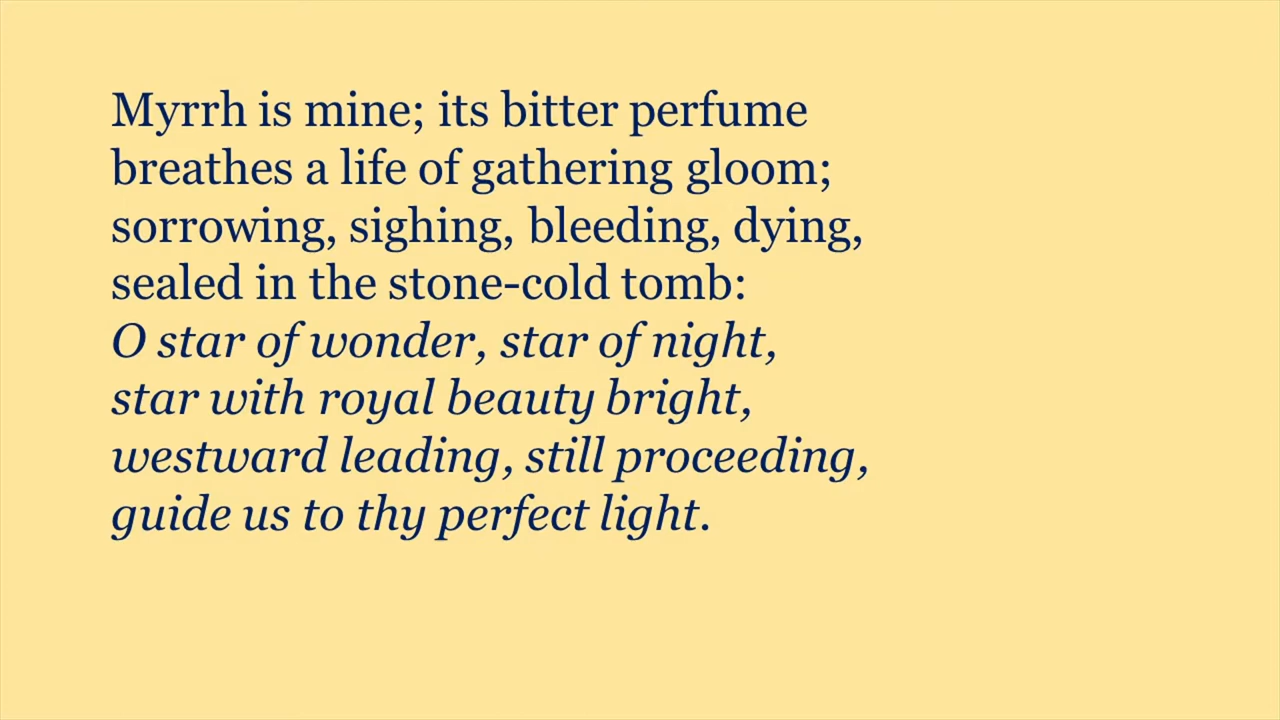 Myrrh is mine; its bitter perfume
breathes a life of gathering gloom;
sorrowing, sighing, bleeding, dying,
sealed in the stone-cold tomb:
O star of wonder, star of night,
star with royal beauty bright,
westward leading, still proceeding,
guide us to thy perfect light.